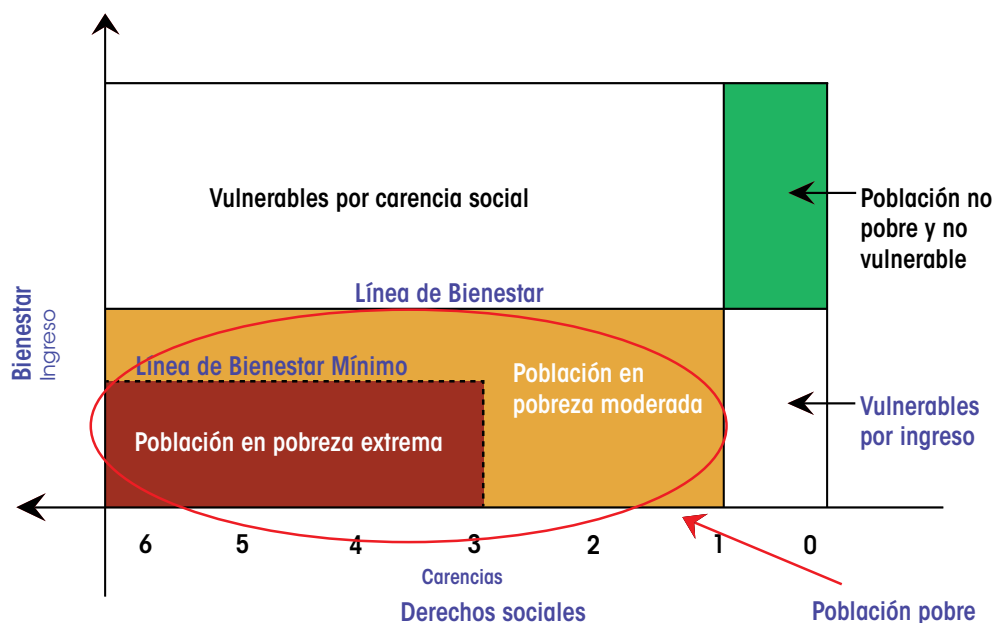 Vulnerables por carencia social
Población no
pobre y no
vulnerable
Línea de Bienestar
Bienestar
Ingreso
Línea de Bienestar Mínimo
Población en
pobreza moderada
Vulnerables
por ingreso
Población en pobreza extrema
6 5 4 3 2 1 0
Carencias
Derechos sociales
Población pobre